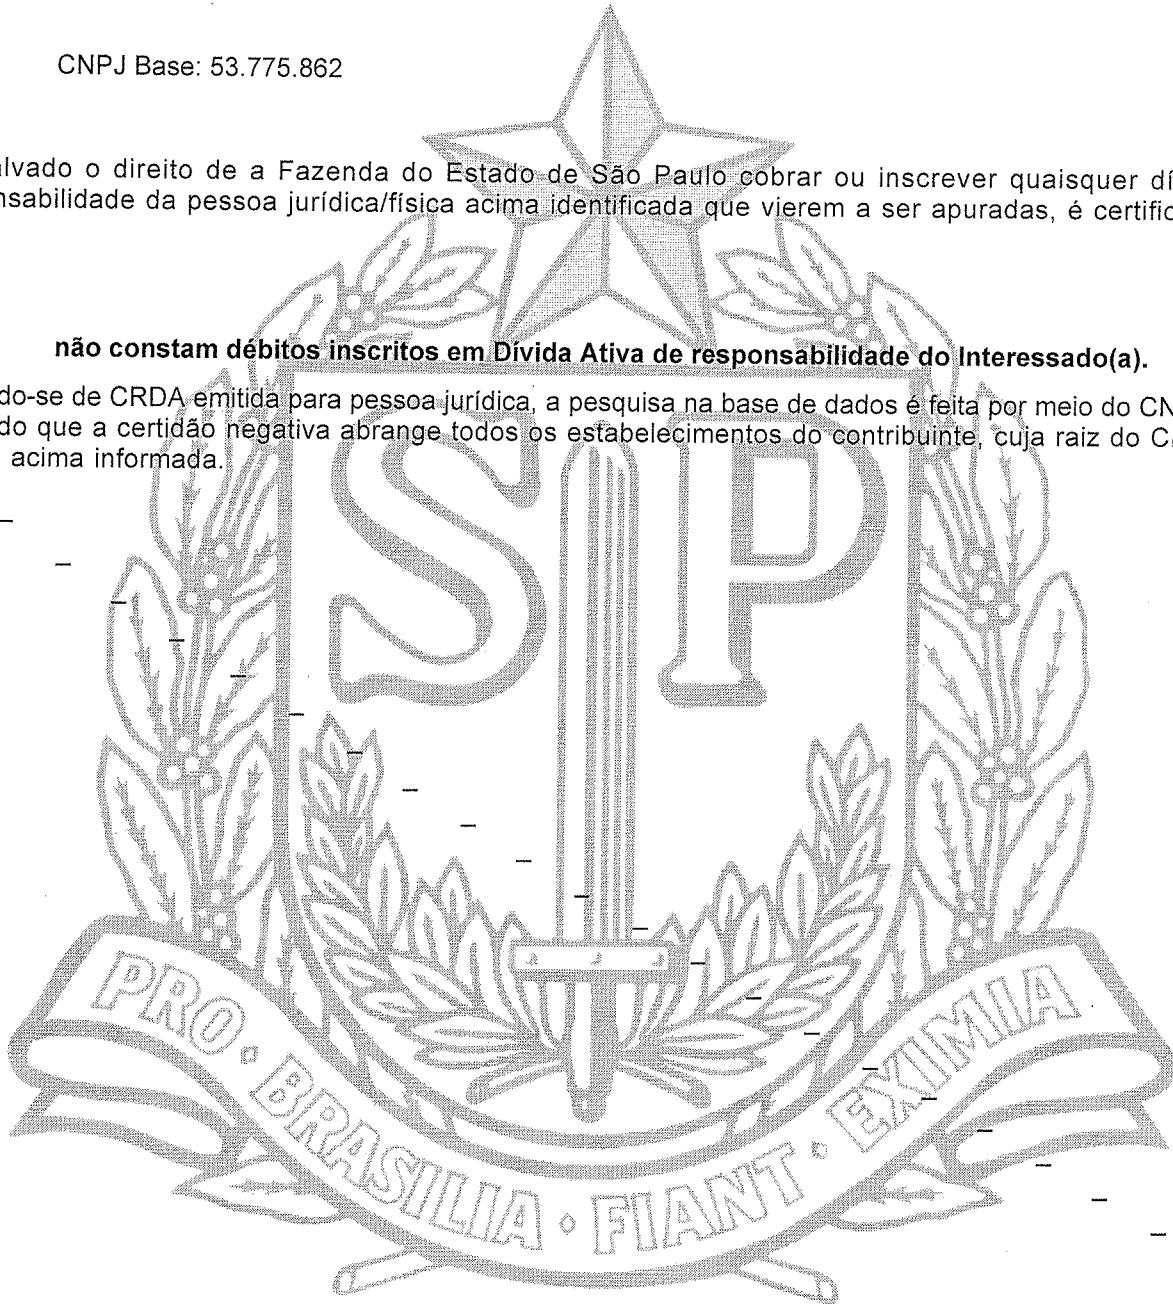 CNPJ Base: 53.775.862
lvado o direito de a Fazenda do Estado de São Paulo cobrar ou inscrever quaisquer dí
nsabilidade da pessoa jurídica/física acima identificada que vierem a ser apuradas, é certific
não constam débitos inscritos em Dívida Ativa de responsabilidade do Interessado(a).
do-se de CRDA emitida para pessoa jurídica, a pesquisa na base de dados é feita por meio do CN
do que a certidão negativa abrange todos os estabelecimentos do contribuinte, cuja raiz do C
acima informada.
SP
PRO BRASILIA FIANT EXIMIA